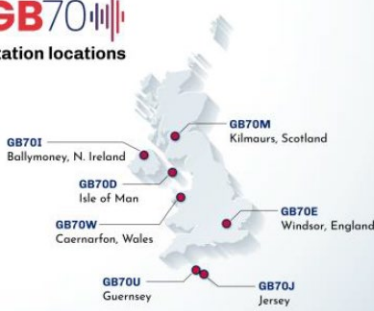 GB70
tation locations
GB70M
Kilmaurs, Scotland
GB70I
Ballymoney, N. Ireland
GB70D
Isle of Man
GB70W
Caernarfon, Wales
GB70E
Windsor, England
GB70U
Guernsey
GB70J
Jersey